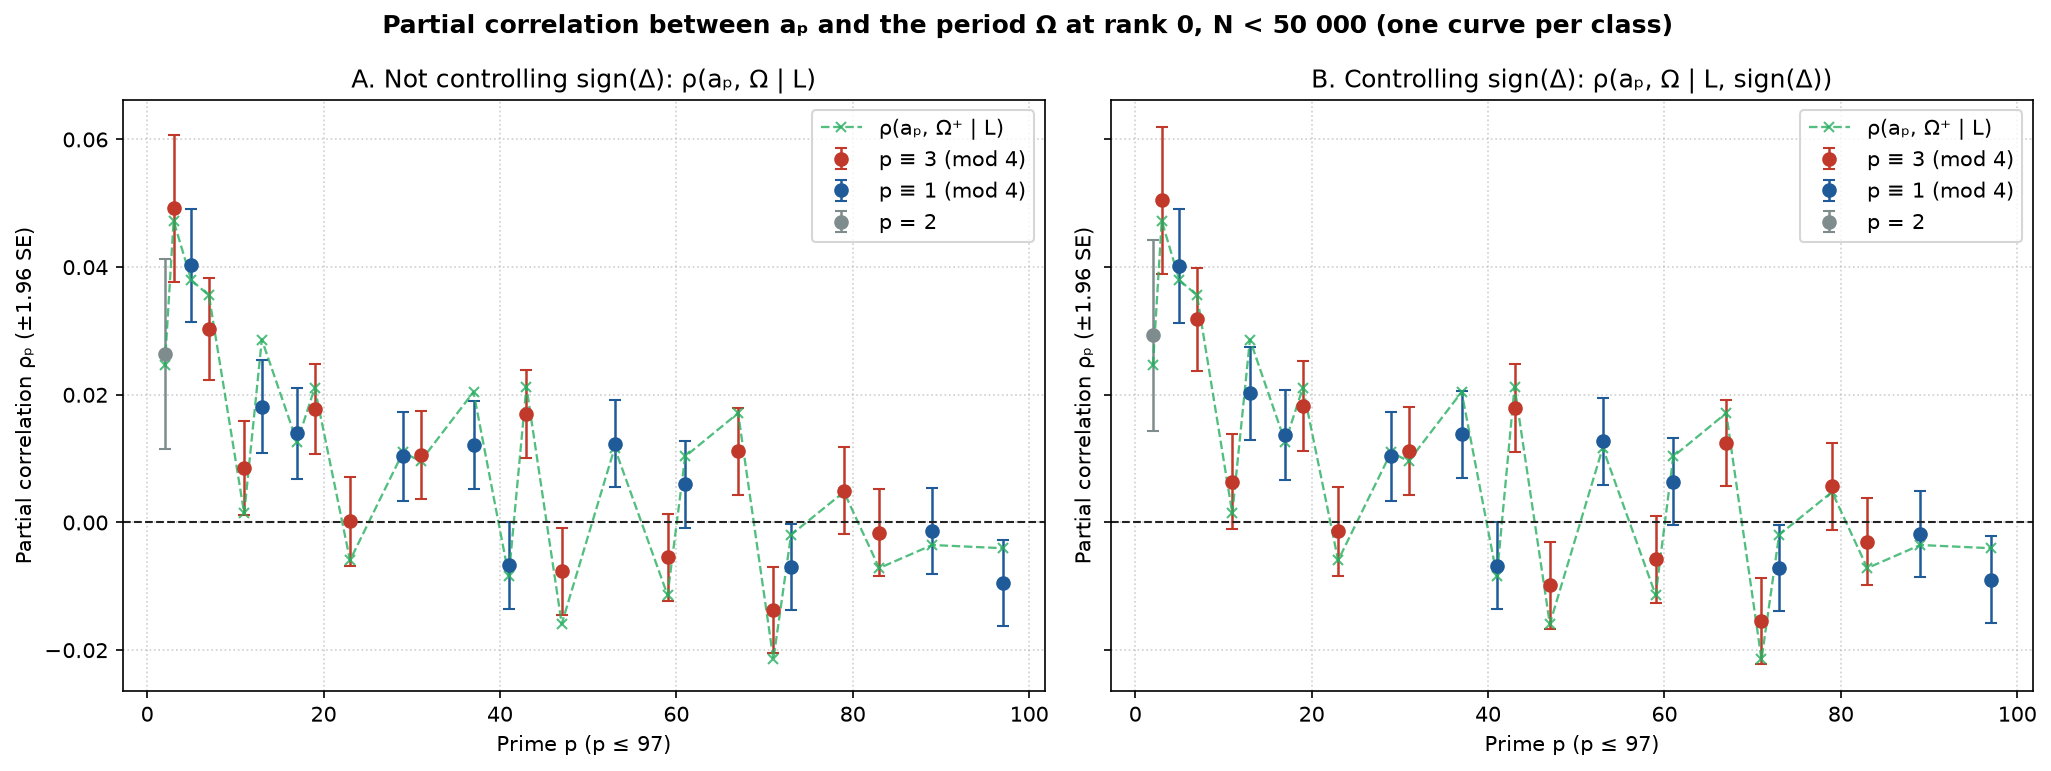 Partial correlation between aₚ and the period Ω at rank 0, N < 50 000 (one curve per class)
A. Not controlling sign(Δ): ρ(aₚ, Ω | L)
ρ(aₚ, Ω⁺ | L)
p ≡ 3 (mod 4)
p ≡ 1 (mod 4)
p = 2
Partial correlation ρₚ (±1.96 SE)
0.06
0.04
0.02
0.00
−0.02
0 20 40 60 80 100
Prime p (p ≤ 97)
B. Controlling sign(Δ): ρ(aₚ, Ω | L, sign(Δ))
ρ(aₚ, Ω⁺ | L)
p ≡ 3 (mod 4)
p ≡ 1 (mod 4)
p = 2
Partial correlation ρₚ (±1.96 SE)
0 20 40 60 80 100
Prime p (p ≤ 97)